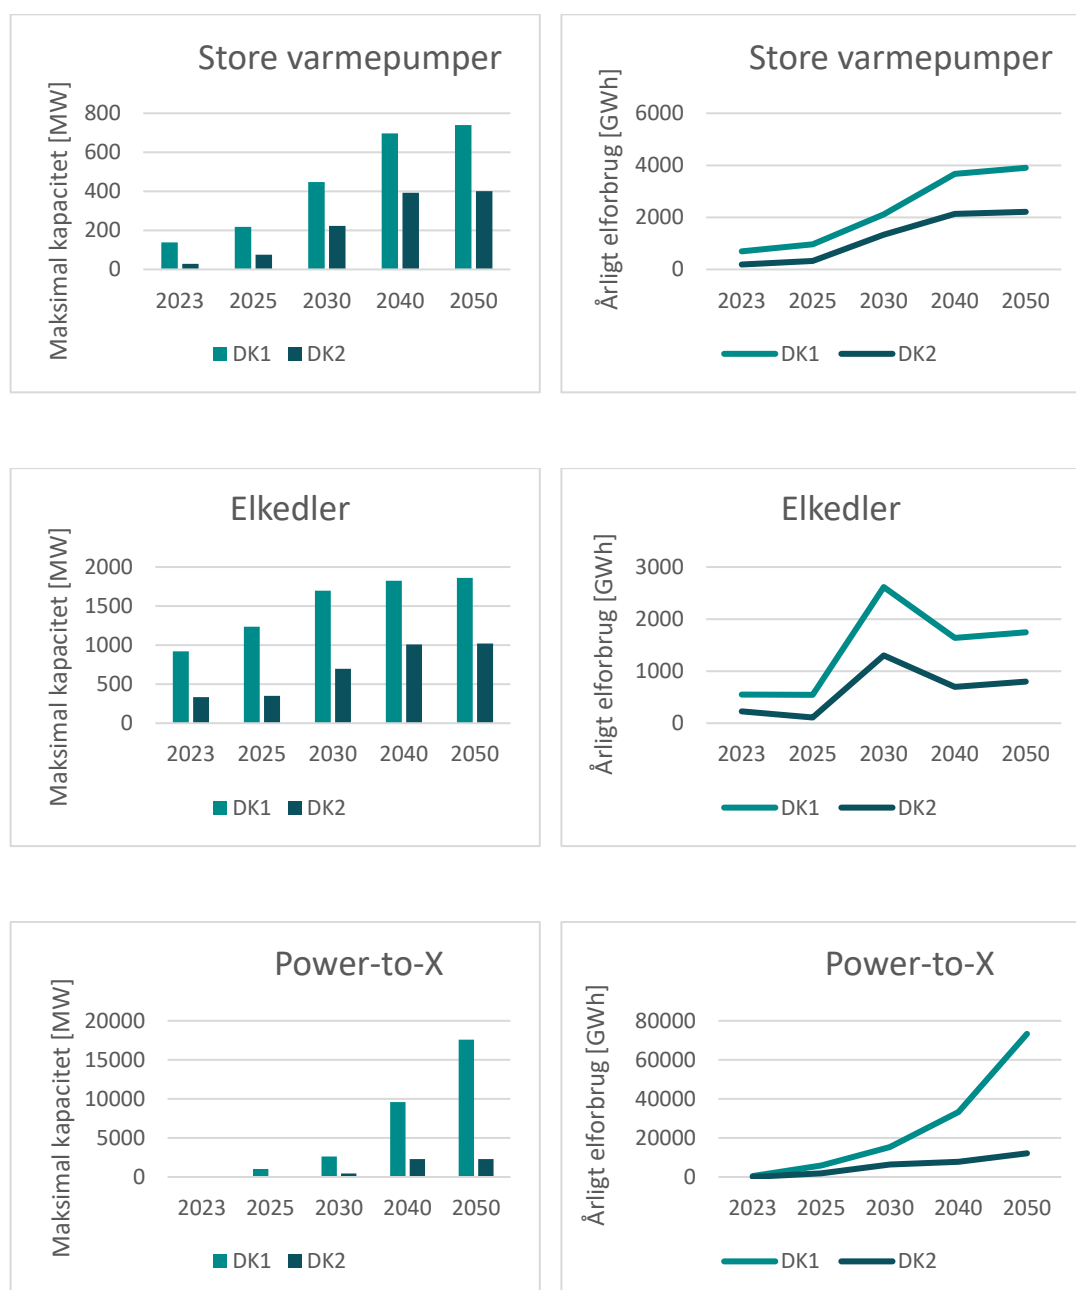 Store varmepumper
Maksimal kapacitet [MW]
800
600
400
200
0
2023 2025 2030 2040 2050
DK1 DK2
Store varmepumper
Årligt elforbrug [GWh]
6000
4000
2000
0
2023 2025 2030 2040 2050
DK1 DK2
Elkedler
Maksimal kapacitet [MW]
2000
1500
1000
500
0
2023 2025 2030 2040 2050
DK1 DK2
Elkedler
Årligt elforbrug [GWh]
3000
2000
1000
0
2023 2025 2030 2040 2050
DK1 DK2
Power-to-X
Maksimal kapacitet [MW]
20000
15000
10000
5000
0
2023 2025 2030 2040 2050
DK1 DK2
Power-to-X
Årligt elforbrug [GWh]
80000
60000
40000
20000
0
2023 2025 2030 2040 2050
DK1 DK2